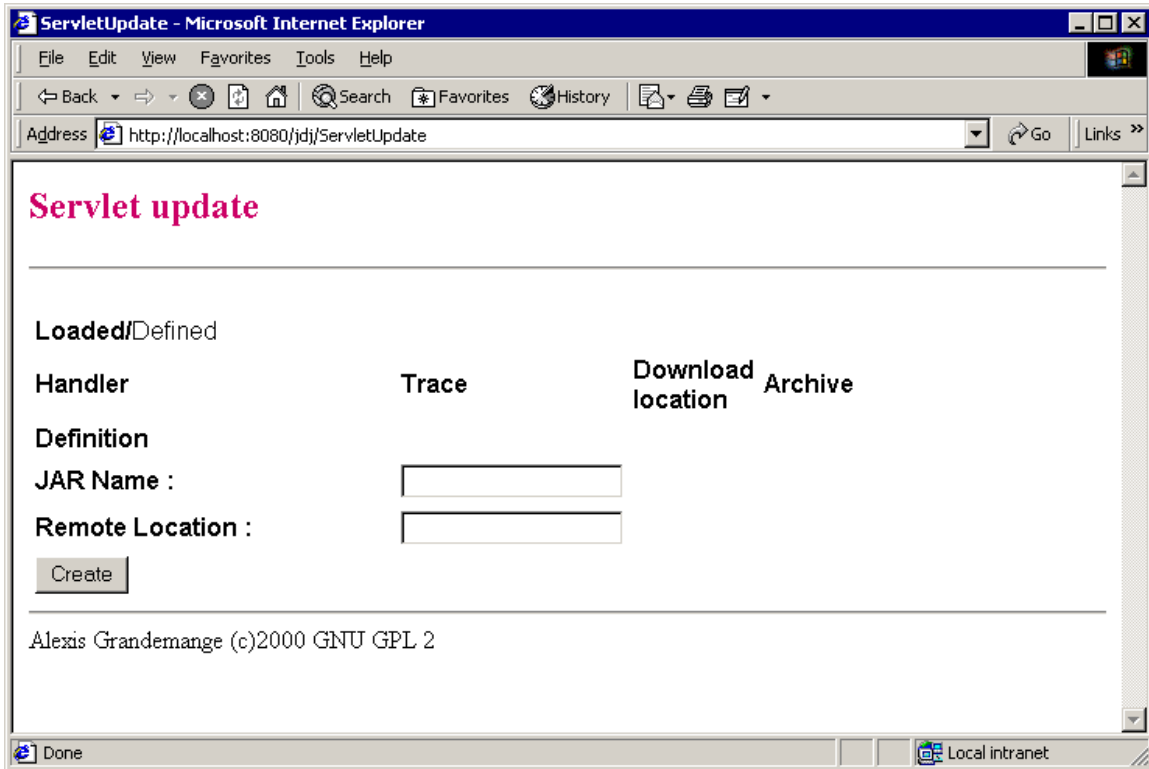 ServletUpdate - Microsoft Internet Explorer
File Edit View Favorites Tools Help
Back Search Favorites History
Address http://localhost:8080/jdj/ServletUpdate Go Links »
Servlet update
Loaded/Defined
Handler Trace Download location Archive
Definition
JAR Name :
Remote Location :
Create
Alexis Grandemange (c)2000 GNU GPL 2
Done Local intranet